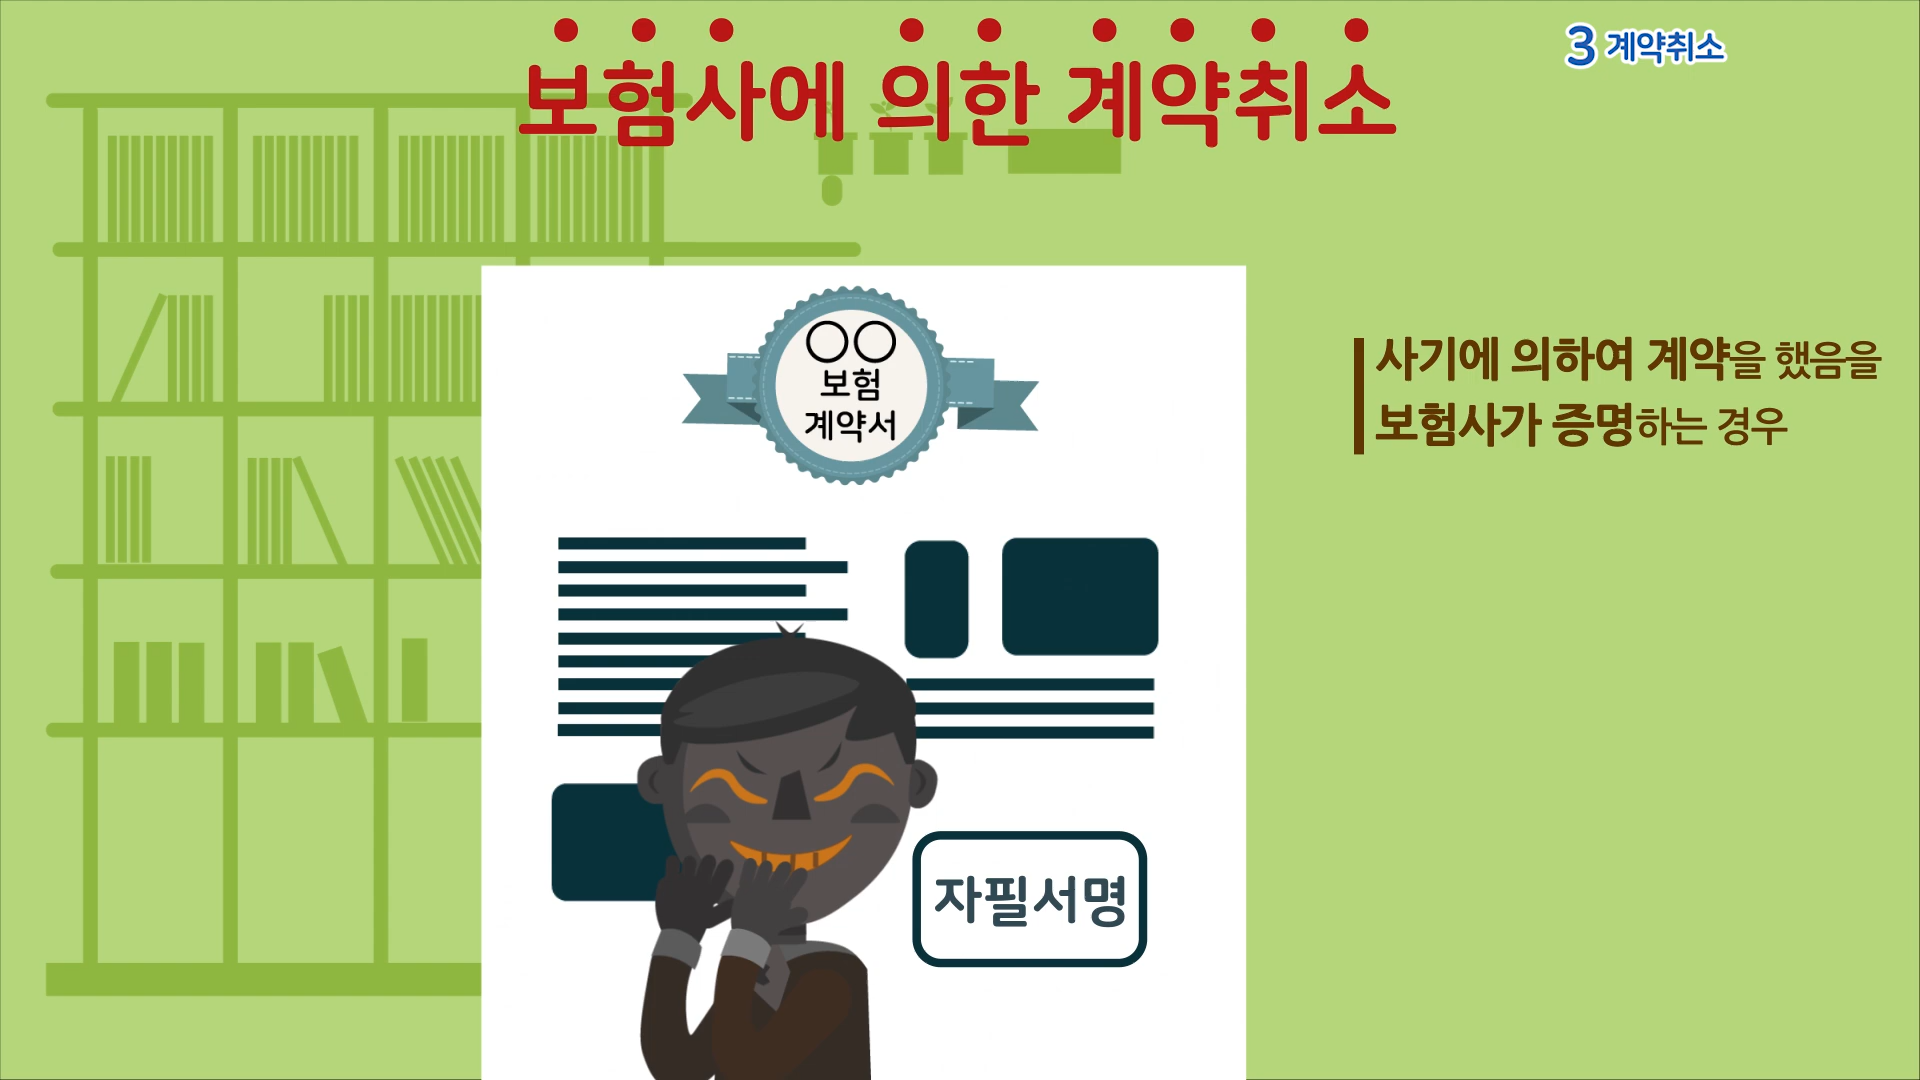 보험사에 의한 계약취소
3 계약취소
○○
보험
계약서
사기에 의하여 계약을 했음을
보험사가 증명하는 경우
자필서명